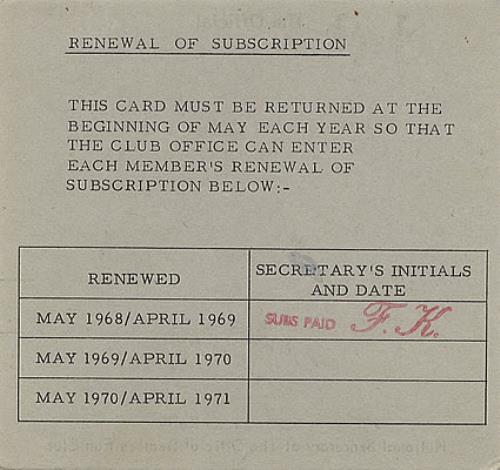 RENEWAL OF SUBSCRIPTION
THIS CARD MUST BE RETURNED AT THE
BEGINNING OF MAY EACH YEAR SO THAT
THE CLUB OFFICE CAN ENTER
EACH MEMBER'S RENEWAL OF
SUBSCRIPTION BELOW:-
RENEWED
SECRETARY'S INITIALS
AND DATE
MAY 1968/APRIL 1969
SUBS PAID F. K.
MAY 1969/APRIL 1970
MAY 1970/APRIL 1971